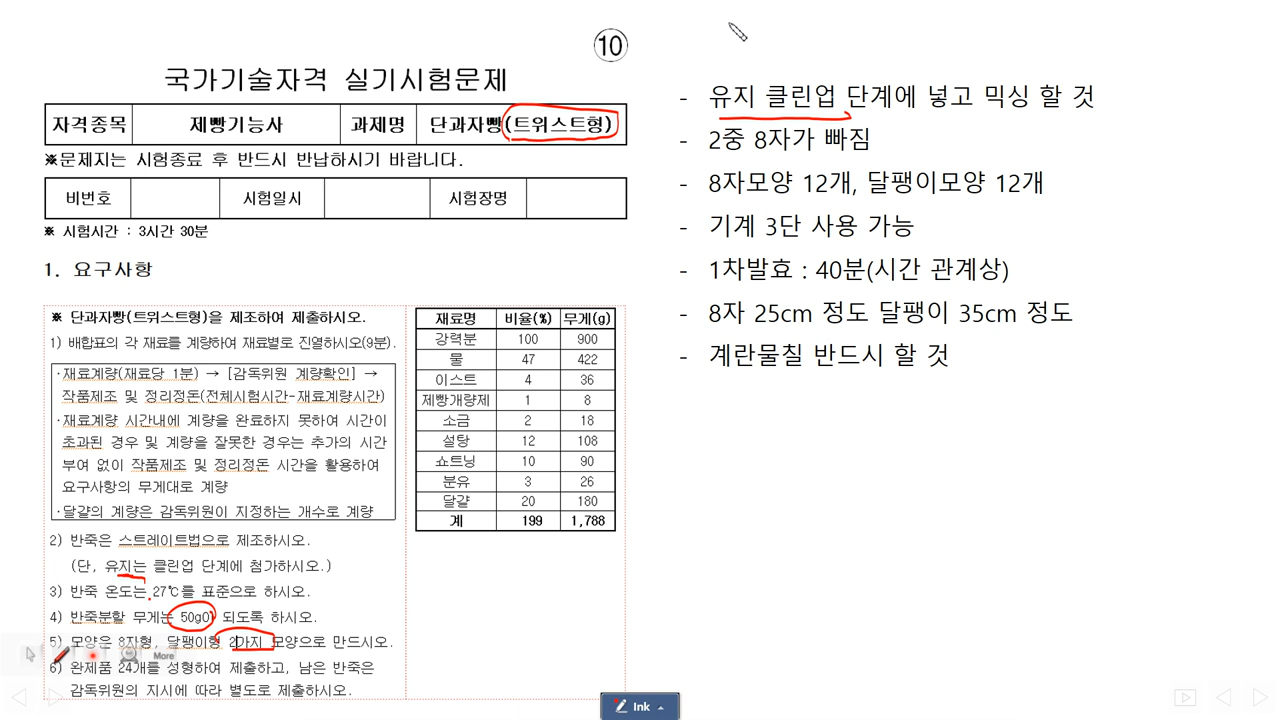 ⑩
국가기술자격 실기시험문제
자격종목 제빵기능사 과제명 단과자빵(트위스트형)
※문제지는 시험종료 후 반드시 반납하시기 바랍니다.
비번호 시험일시 시험장명
※ 시험시간 : 3시간 30분
1. 요구사항
※ 단과자빵(트위스트형)을 제조하여 제출하시오.
1) 배합표의 각 재료를 계량하여 재료별로 진열하시오(9분).
·재료계량(재료당 1분) → [감독위원 계량확인] →
작품제조 및 정리정돈(전체시험시간-재료계량시간)
·재료계량 시간내에 계량을 완료하지 못하여 시간이
초과된 경우 및 계량을 잘못한 경우는 추가의 시간
부여 없이 작품제조 및 정리정돈 시간을 활용하여
요구사항의 무게대로 계량
·달걀의 계량은 감독위원이 지정하는 개수로 계량
2) 반죽은 스트레이트법으로 제조하시오.
(단, 유지는 클린업 단계에 첨가하시오.)
3) 반죽 온도는 27℃를 표준으로 하시오.
4) 반죽분할 무게는 50g이 되도록 하시오.
5) 모양은 8자형, 달팽이형 2가지 모양으로 만드시오.
6) 완제품 24개를 성형하여 제출하고, 남은 반죽은
감독위원의 지시에 따라 별도로 제출하시오.
재료명 비율(%) 무게(g)
강력분 100 900
물 47 422
이스트 4 36
제빵개량제 1 8
소금 2 18
설탕 12 108
쇼트닝 10 90
분유 3 26
달걀 20 180
계 199 1,788
- 유지 클린업 단계에 넣고 믹싱 할 것
- 2중 8자가 빠짐
- 8자모양 12개, 달팽이모양 12개
- 기계 3단 사용 가능
- 1차발효 : 40분(시간 관계상)
- 8자 25cm 정도 달팽이 35cm 정도
- 계란물칠 반드시 할 것
More
Ink